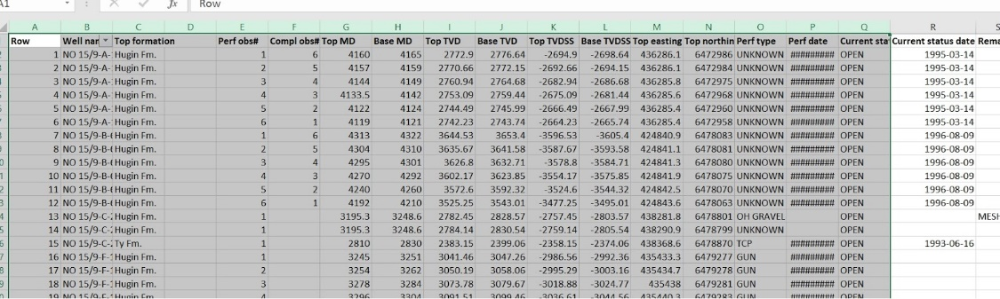 A1 fx Row
A B C D E F G H I J K L M N O P Q R S
Row Well nar Top formation Perf obs# Compl obs# Top MD Base MD Top TVD Base TVD Top TVDSS Base TVDSS Top easting Top northin Perf type Perf date Current sta Current status date Rema
1 NO 15/9-A- Hugin Fm. 1 6 4160 4165 2772.9 2776.64 -2694.9 -2698.64 436286.1 6472986 UNKNOWN ######### OPEN 1995-03-14
2 NO 15/9-A- Hugin Fm. 2 5 4157 4159 2770.66 2772.15 -2692.66 -2694.15 436286.1 6472984 UNKNOWN ######### OPEN 1995-03-14
3 NO 15/9-A- Hugin Fm. 3 4 4144 4149 2760.94 2764.68 -2682.94 -2686.68 436285.8 6472975 UNKNOWN ######### OPEN 1995-03-14
4 NO 15/9-A- Hugin Fm. 4 3 4133.5 4142 2753.09 2759.44 -2675.09 -2681.44 436285.6 6472968 UNKNOWN ######### OPEN 1995-03-14
5 NO 15/9-A- Hugin Fm. 5 2 4122 4124 2744.49 2745.99 -2666.49 -2667.99 436285.4 6472960 UNKNOWN ######### OPEN 1995-03-14
6 NO 15/9-A- Hugin Fm. 6 1 4119 4121 2742.23 2743.74 -2664.23 -2665.74 436285.4 6472958 UNKNOWN ######### OPEN 1995-03-14
7 NO 15/9-B-( Hugin Fm. 1 6 4313 4322 3644.53 3653.4 -3596.53 -3605.4 424840.9 6478083 UNKNOWN ######### OPEN 1996-08-09
8 NO 15/9-B-( Hugin Fm. 2 5 4304 4310 3635.67 3641.58 -3587.67 -3593.58 424841.1 6478081 UNKNOWN ######### OPEN 1996-08-09
9 NO 15/9-B-( Hugin Fm. 3 4 4295 4301 3626.8 3632.71 -3578.8 -3584.71 424841.3 6478080 UNKNOWN ######### OPEN 1996-08-09
10 NO 15/9-B-( Hugin Fm. 4 3 4270 4292 3602.17 3623.85 -3554.17 -3575.85 424841.9 6478075 UNKNOWN ######### OPEN 1996-08-09
11 NO 15/9-B-( Hugin Fm. 5 2 4240 4260 3572.6 3592.32 -3524.6 -3544.32 424842.5 6478070 UNKNOWN ######### OPEN 1996-08-09
12 NO 15/9-B-( Hugin Fm. 6 1 4192 4210 3525.25 3543.01 -3477.25 -3495.01 424843.6 6478063 UNKNOWN ######### OPEN 1996-08-09
13 NO 15/9-C-: Hugin Fm. 1 3195.3 3248.6 2782.45 2828.57 -2757.45 -2803.57 438281.8 6478801 OH GRAVEL OPEN MESH
14 NO 15/9-C-: Hugin Fm. 1 3195.3 3248.6 2784.14 2830.54 -2759.14 -2805.54 438290.9 6478799 UNKNOWN OPEN
15 NO 15/9-C-: Ty Fm. 1 2810 2830 2383.15 2399.06 -2358.15 -2374.06 438368.6 6478870 TCP ######### OPEN 1993-06-16
16 NO 15/9-F-1 Hugin Fm. 1 3245 3251 3041.46 3047.26 -2986.56 -2992.36 435433.3 6479277 GUN ######### OPEN
17 NO 15/9-F-1 Hugin Fm. 2 3254 3262 3050.19 3058.06 -2995.29 -3003.16 435434.7 6479278 GUN ######### OPEN
18 NO 15/9-F-1 Hugin Fm. 3 3278 3284 3073.78 3079.67 -3018.88 -3024.77 435438 6479281 GUN ######### OPEN
19 NO 15/9-F-1 Hugin Fm. 4 3296 3304 3091.51 3099.46 -3036.61 -3044.56 435440.3 6479283 GUN ######### OPEN